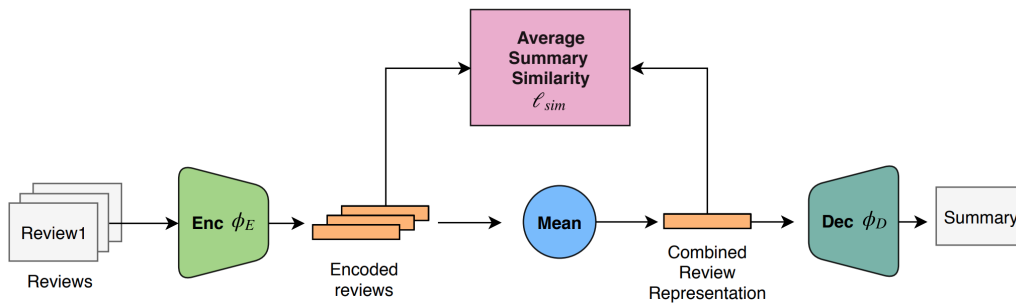 Average
Summary
Similarity
ℓ sim
Review1
Enc ϕE
Mean
Dec ϕD
Summary
Reviews
Encoded
reviews
Combined
Review
Representation